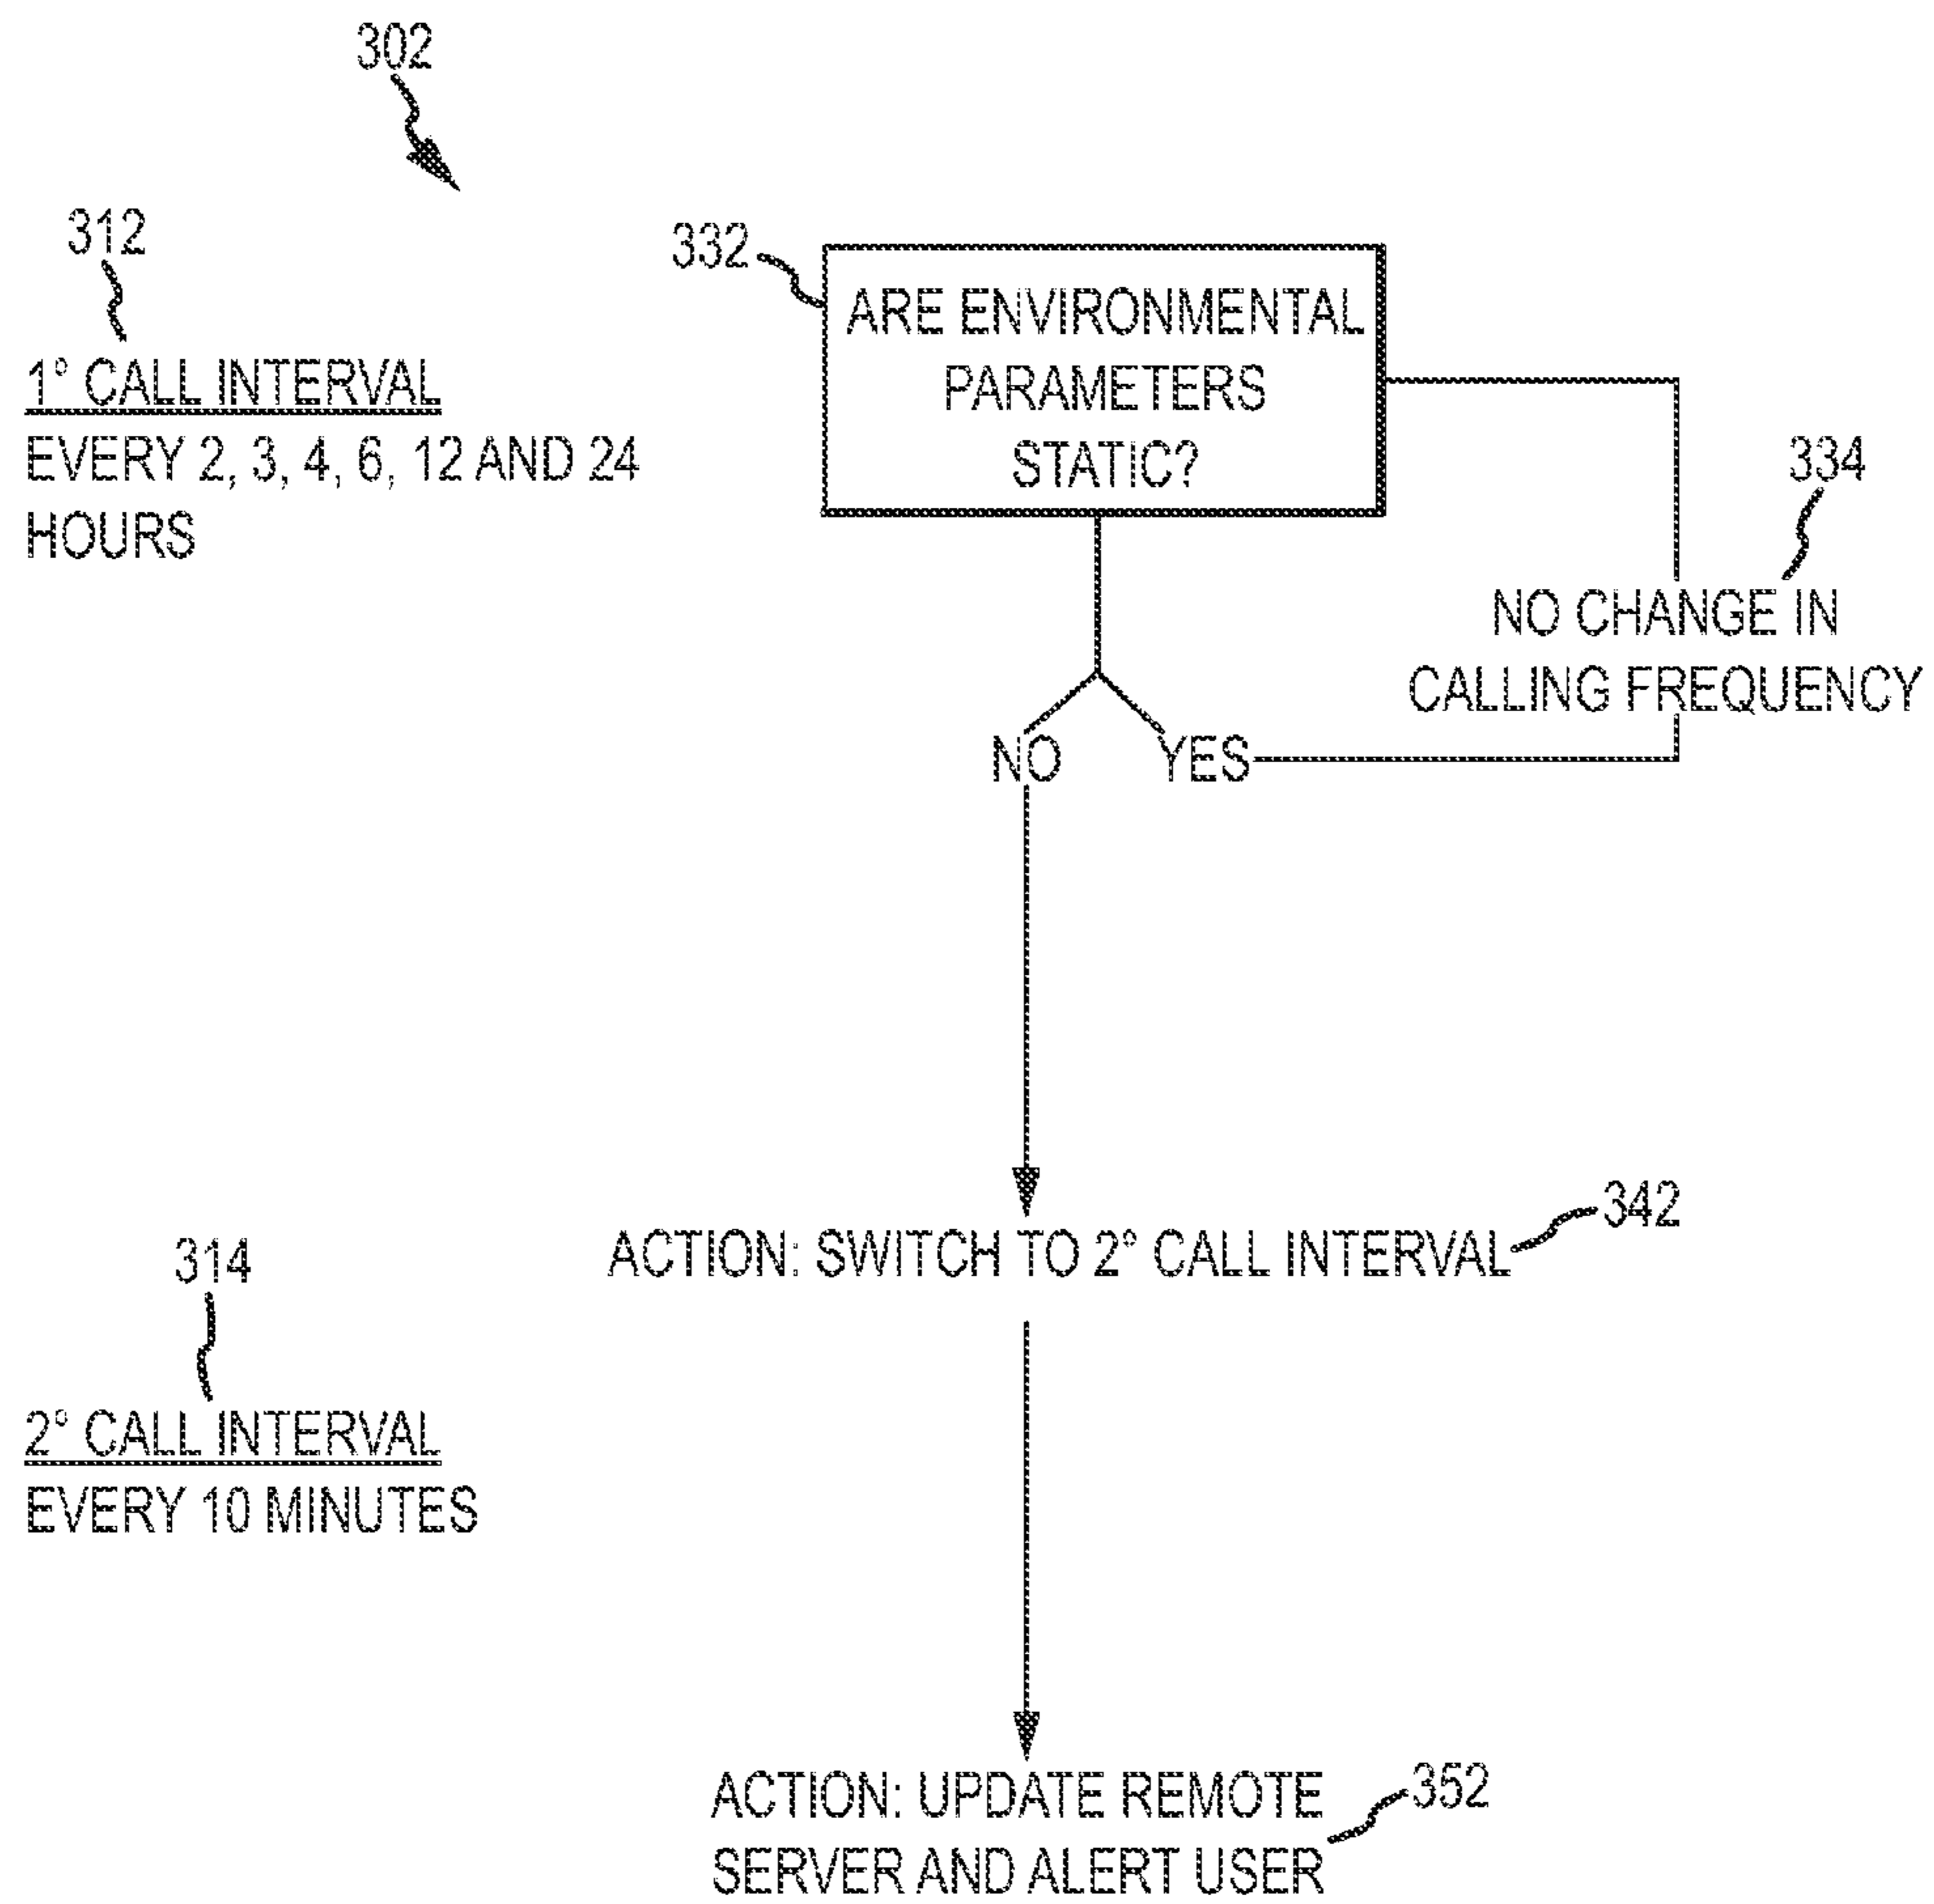 302
312
1° CALL INTERVAL
EVERY 2, 3, 4, 6, 12 AND 24
HOURS
332
ARE ENVIRONMENTAL
PARAMETERS
STATIC?
334
NO CHANGE IN
CALLING FREQUENCY
NO YES
342
ACTION: SWITCH TO 2° CALL INTERVAL
314
2° CALL INTERVAL
EVERY 10 MINUTES
352
ACTION: UPDATE REMOTE
SERVER AND ALERT USER